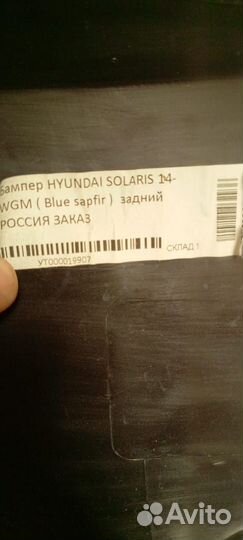 Бампер HYUNDAI SOLARIS 14-
WGM ( Blue sapfir ) задний
РОССИЯ ЗАКАЗ
СКЛАД 1
УТ000019907
Avito